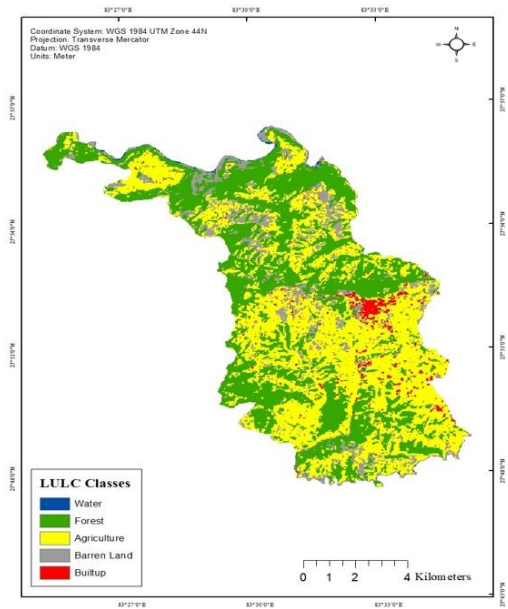 83°27'0"E 83°30'0"E 83°33'0"E
Coordinate System: WGS 1984 UTM Zone 44N
Projection: Transverse Mercator
Datum: WGS 1984
Units: Meter
N
W E
S
LULC Classes
Water
Forest
Agriculture
Barren Land
Builtup
0 1 2 4 Kilometers
83°27'0"E 83°30'0"E 83°33'0"E